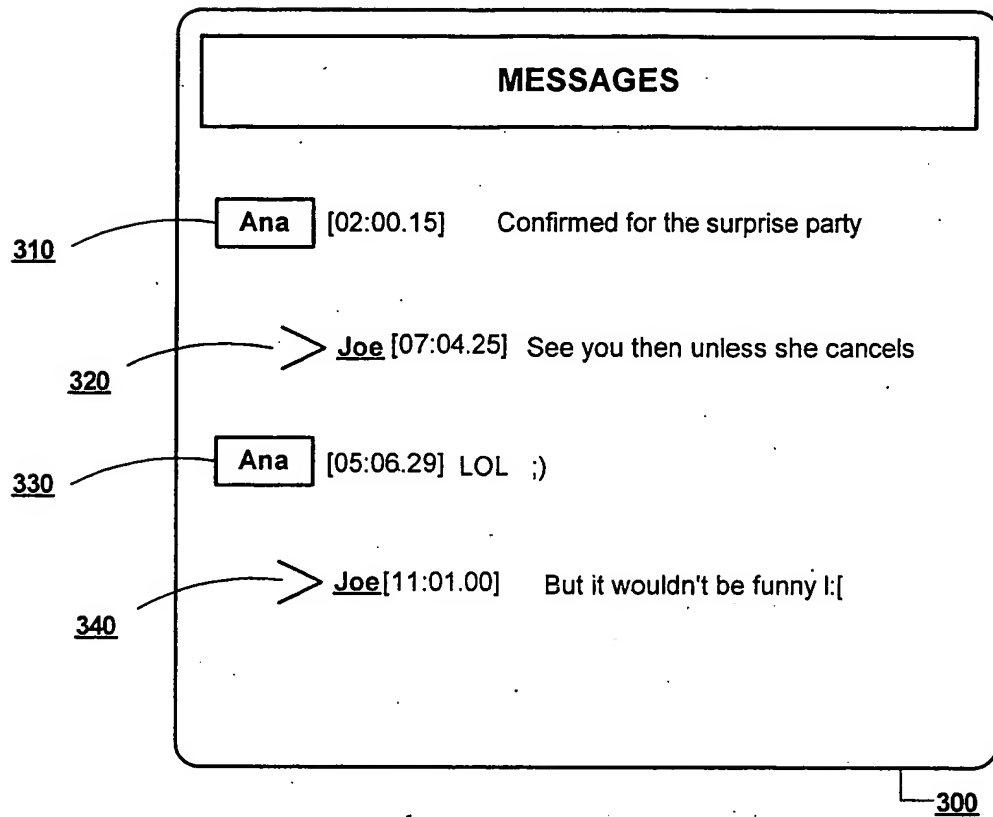 MESSAGES
310 Ana [02:00.15] Confirmed for the surprise party
320 Joe [07:04.25] See you then unless she cancels
330 Ana [05:06.29] LOL ;)
340 Joe[11:01.00] But it wouldn't be funny I:[
300